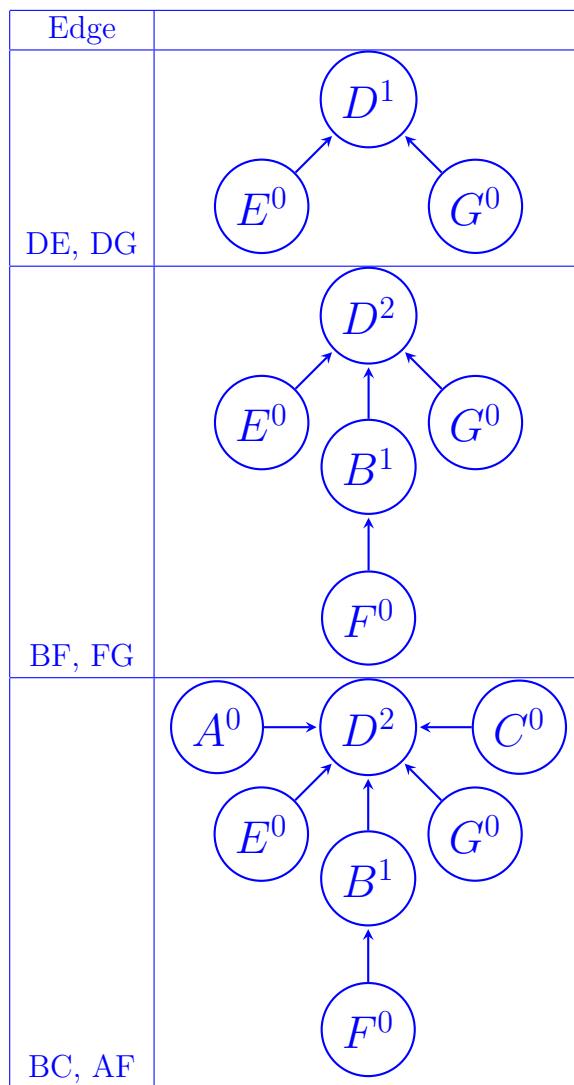 Edge
D^1
E^0 G^0
DE, DG
D^2
E^0 G^0
B^1
F^0
BF, FG
A^0 D^2 C^0
E^0 G^0
B^1
F^0
BC, AF